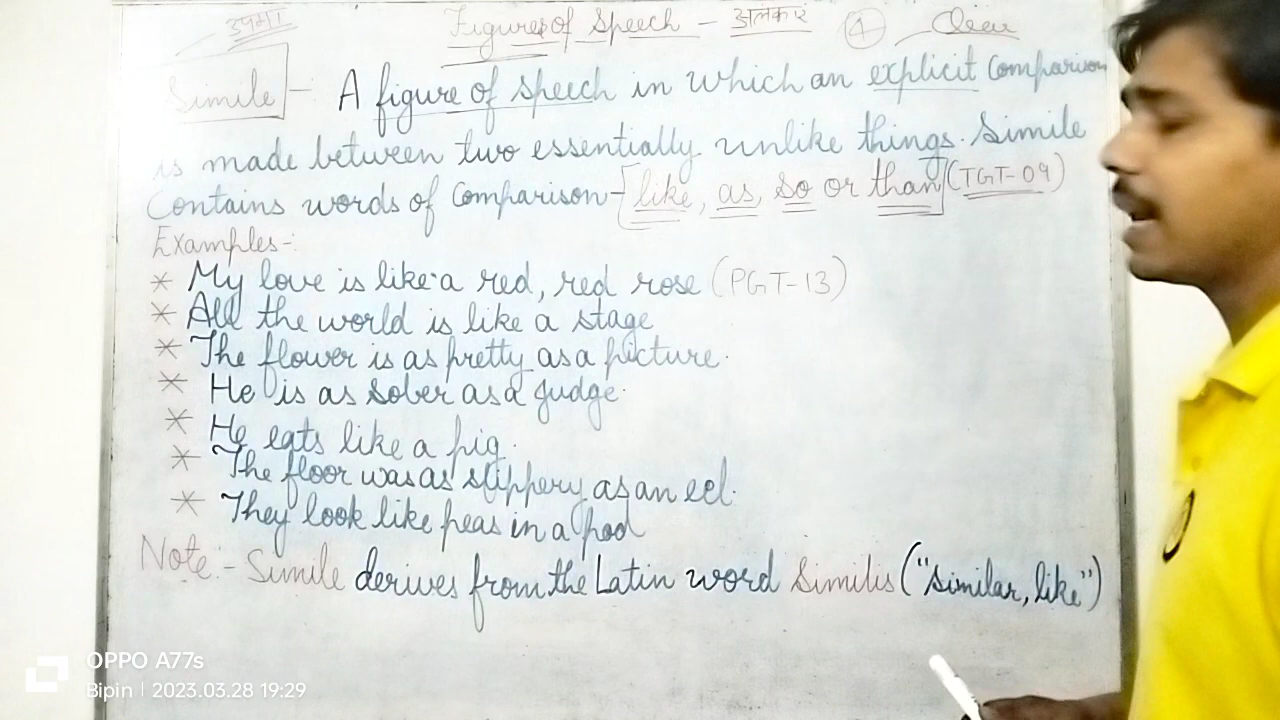 उपमा
Figures of Speech - अलंकार (4)
Simile :- A figure of speech in which an explicit Comparison
is made between two essentially unlike things. Simile
Contains words of Comparison - [like, as, so or than] (TGT-09)
Examples-:
* My love is like a red, red rose (PGT-13)
* All the world is like a stage
* The flower is as pretty as a picture.
* He is as sober as a judge.
* He eats like a pig.
* The floor was as slippery as an eel.
* They look like peas in a pod
Note:- Simile derives from the Latin word Similis ("similar, like")
OPPO A77s
Bipin | 2023.03.28 19:29